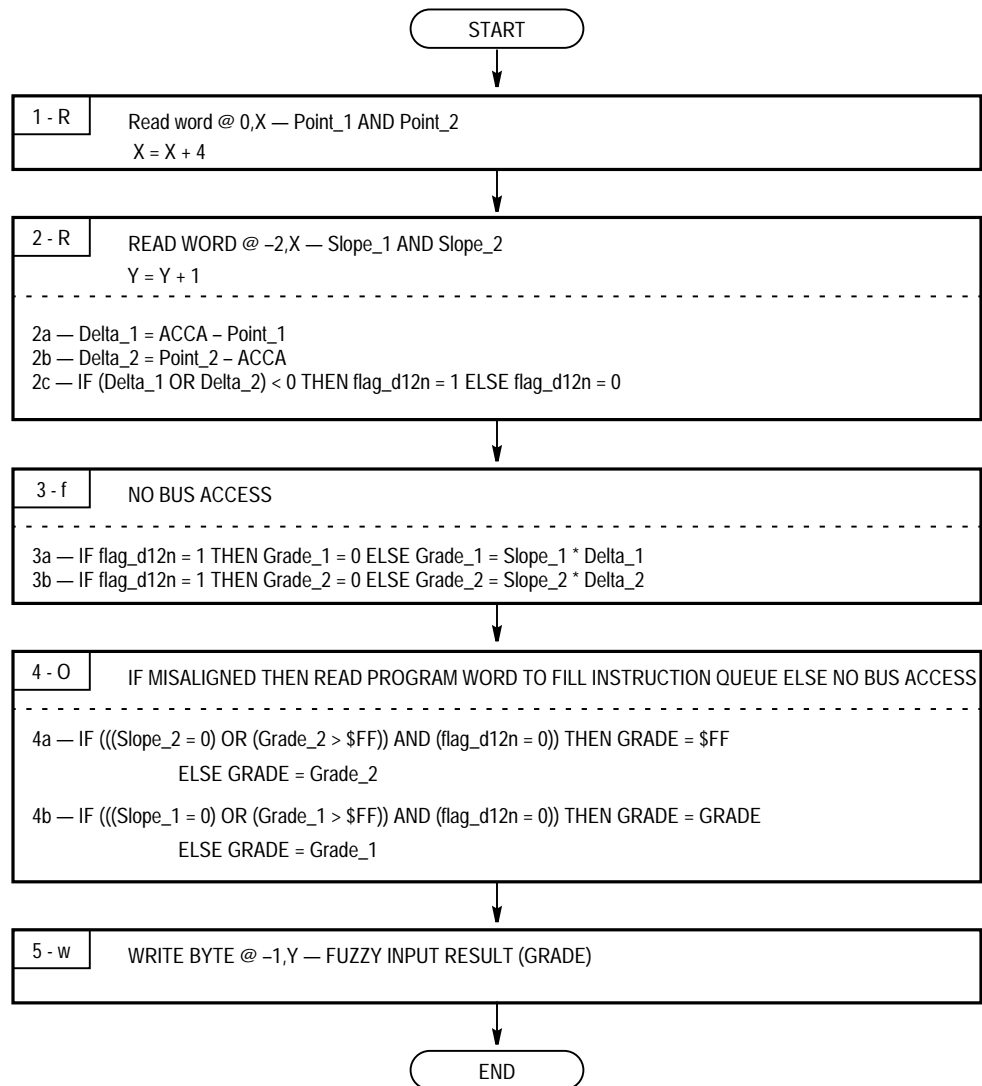 START
1 - R
Read word @ 0,X — Point_1 AND Point_2
X = X + 4
2 - R
READ WORD @ –2,X — Slope_1 AND Slope_2
Y = Y + 1
2a — Delta_1 = ACCA – Point_1
2b — Delta_2 = Point_2 – ACCA
2c — IF (Delta_1 OR Delta_2) < 0 THEN flag_d12n = 1 ELSE flag_d12n = 0
3 - f
NO BUS ACCESS
3a — IF flag_d12n = 1 THEN Grade_1 = 0 ELSE Grade_1 = Slope_1 * Delta_1
3b — IF flag_d12n = 1 THEN Grade_2 = 0 ELSE Grade_2 = Slope_2 * Delta_2
4 - O
IF MISALIGNED THEN READ PROGRAM WORD TO FILL INSTRUCTION QUEUE ELSE NO BUS ACCESS
4a — IF (((Slope_2 = 0) OR (Grade_2 > $FF)) AND (flag_d12n = 0)) THEN GRADE = $FF
ELSE GRADE = Grade_2
4b — IF (((Slope_1 = 0) OR (Grade_1 > $FF)) AND (flag_d12n = 0)) THEN GRADE = GRADE
ELSE GRADE = Grade_1
5 - w
WRITE BYTE @ –1,Y — FUZZY INPUT RESULT (GRADE)
END